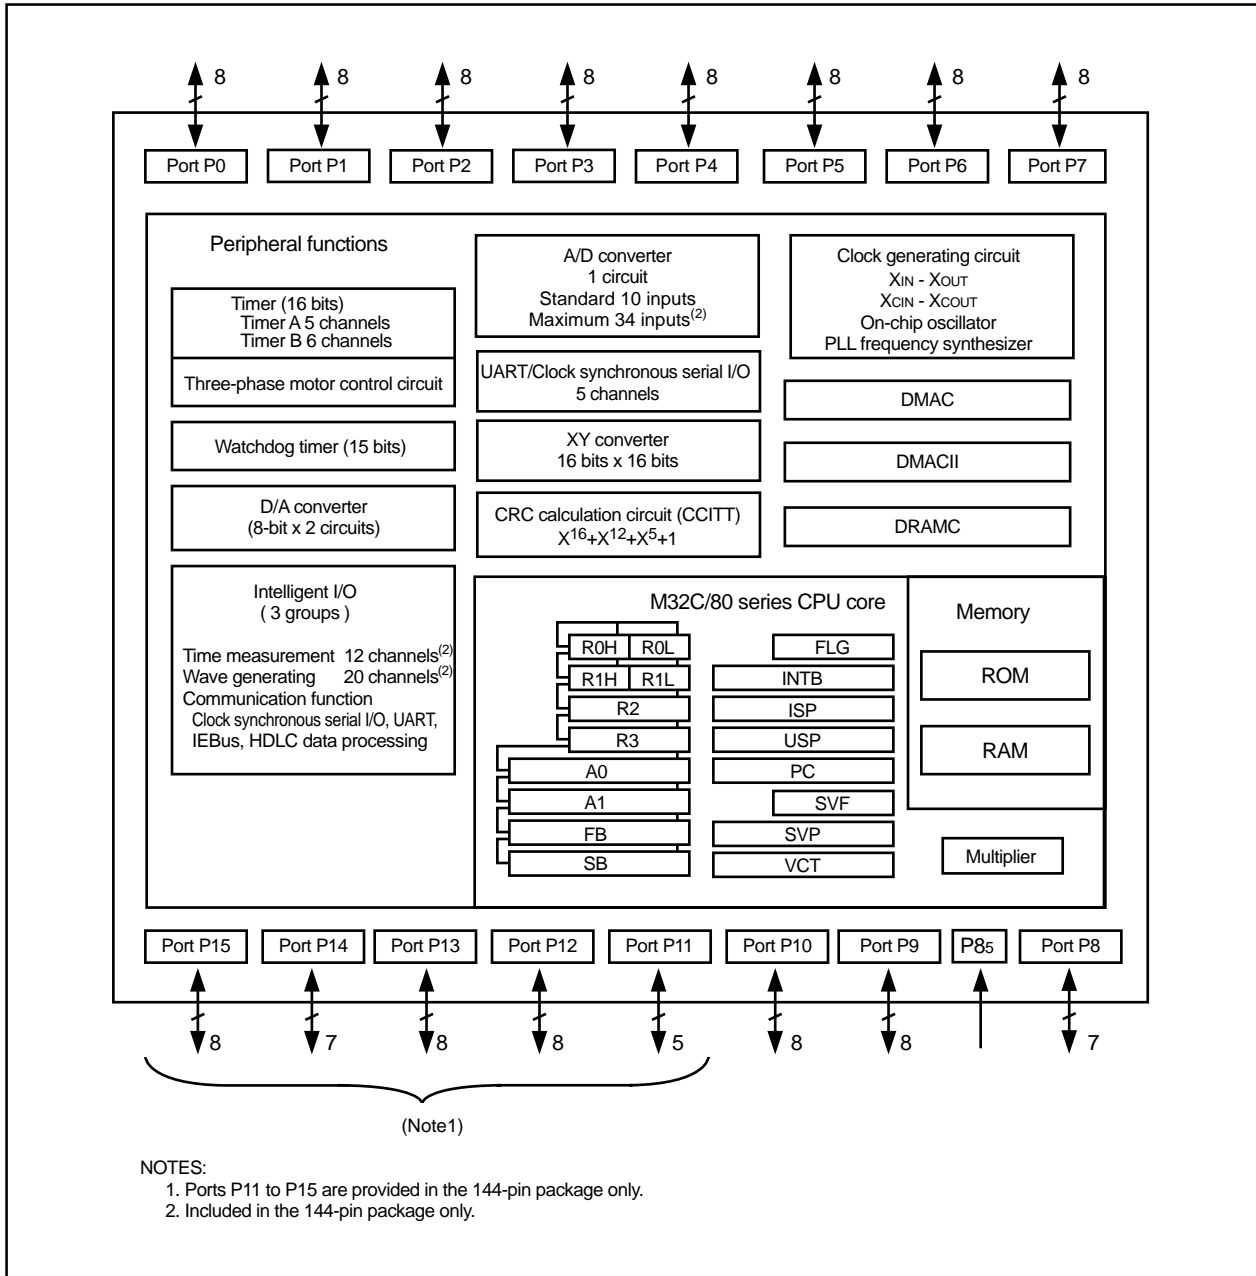 8 8 8 8 8 8 8 8
Port P0 Port P1 Port P2 Port P3 Port P4 Port P5 Port P6 Port P7
Peripheral functions
Timer (16 bits)
Timer A 5 channels
Timer B 6 channels
Three-phase motor control circuit
Watchdog timer (15 bits)
D/A converter
(8-bit x 2 circuits)
Intelligent I/O
( 3 groups )
Time measurement 12 channels(2)
Wave generating 20 channels(2)
Communication function
Clock synchronous serial I/O, UART,
IEBus, HDLC data processing
A/D converter
1 circuit
Standard 10 inputs
Maximum 34 inputs(2)
UART/Clock synchronous serial I/O
5 channels
XY converter
16 bits x 16 bits
CRC calculation circuit (CCITT)
X16+X12+X5+1
Clock generating circuit
XIN - XOUT
XCIN - XCOUT
On-chip oscillator
PLL frequency synthesizer
DMAC
DMACII
DRAMC
M32C/80 series CPU core
R0H R0L
R1H R1L
R2
R3
A0
A1
FB
SB
FLG
INTB
ISP
USP
PC
SVF
SVP
VCT
Memory
ROM
RAM
Multiplier
Port P15 Port P14 Port P13 Port P12 Port P11 Port P10 Port P9 P85 Port P8
8 7 8 8 5 8 8 7
(Note1)
NOTES:
1. Ports P11 to P15 are provided in the 144-pin package only.
2. Included in the 144-pin package only.